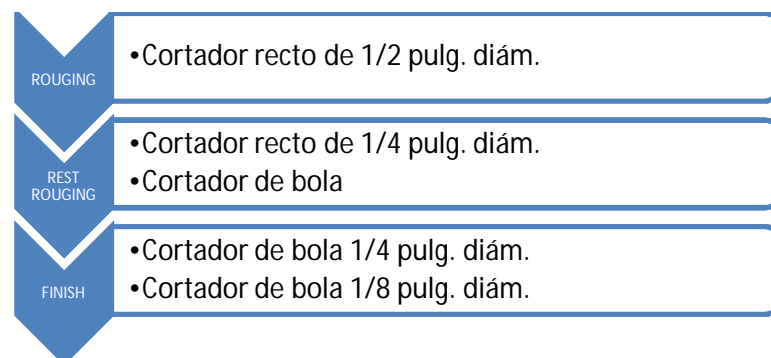 ROUGING
•Cortador recto de 1/2 pulg. diám.
REST
ROUGING
•Cortador recto de 1/4 pulg. diám.
•Cortador de bola
FINISH
•Cortador de bola 1/4 pulg. diám.
•Cortador de bola 1/8 pulg. diám.